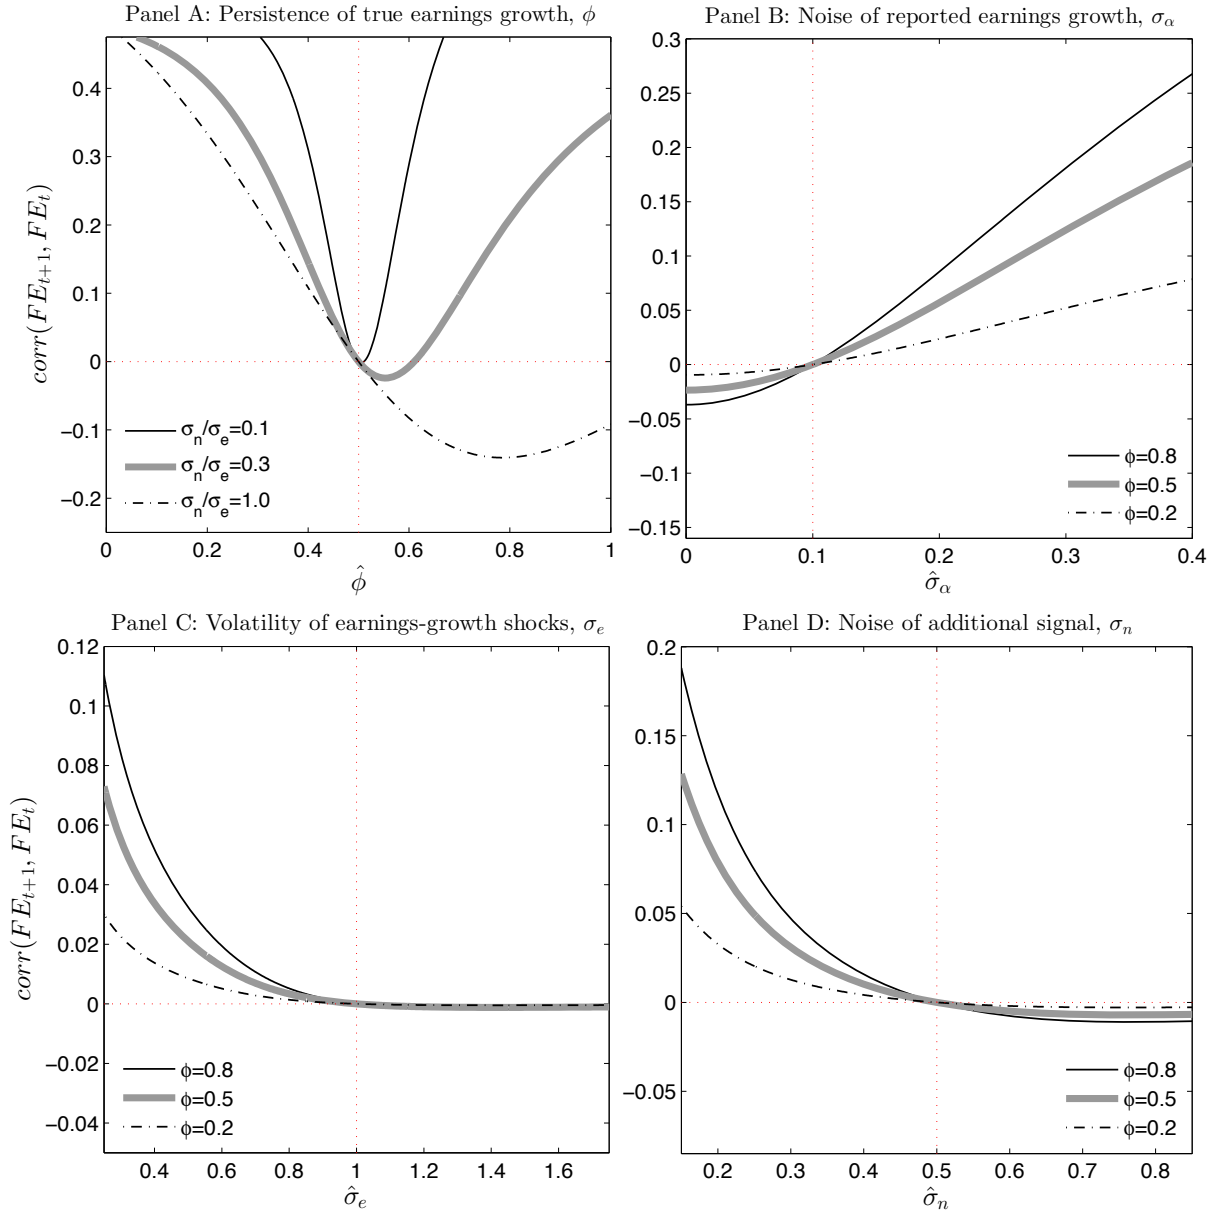 Panel A: Persistence of true earnings growth, ϕ
corr(FE_{t+1}, FE_t)
0.4
0.3
0.2
0.1
0
−0.1
−0.2
σ_n/σ_e=0.1
σ_n/σ_e=0.3
σ_n/σ_e=1.0
0 0.2 0.4 0.6 0.8 1
ϕ̂
Panel B: Noise of reported earnings growth, σ_α
0.3
0.25
0.2
0.15
0.1
0.05
0
−0.05
−0.1
−0.15
ϕ=0.8
ϕ=0.5
ϕ=0.2
0 0.1 0.2 0.3 0.4
σ̂_α
Panel C: Volatility of earnings-growth shocks, σ_e
corr(FE_{t+1}, FE_t)
0.12
0.1
0.08
0.06
0.04
0.02
0
−0.02
−0.04
ϕ=0.8
ϕ=0.5
ϕ=0.2
0.4 0.6 0.8 1 1.2 1.4 1.6
σ̂_e
Panel D: Noise of additional signal, σ_n
0.2
0.15
0.1
0.05
0
−0.05
ϕ=0.8
ϕ=0.5
ϕ=0.2
0.2 0.3 0.4 0.5 0.6 0.7 0.8
σ̂_n